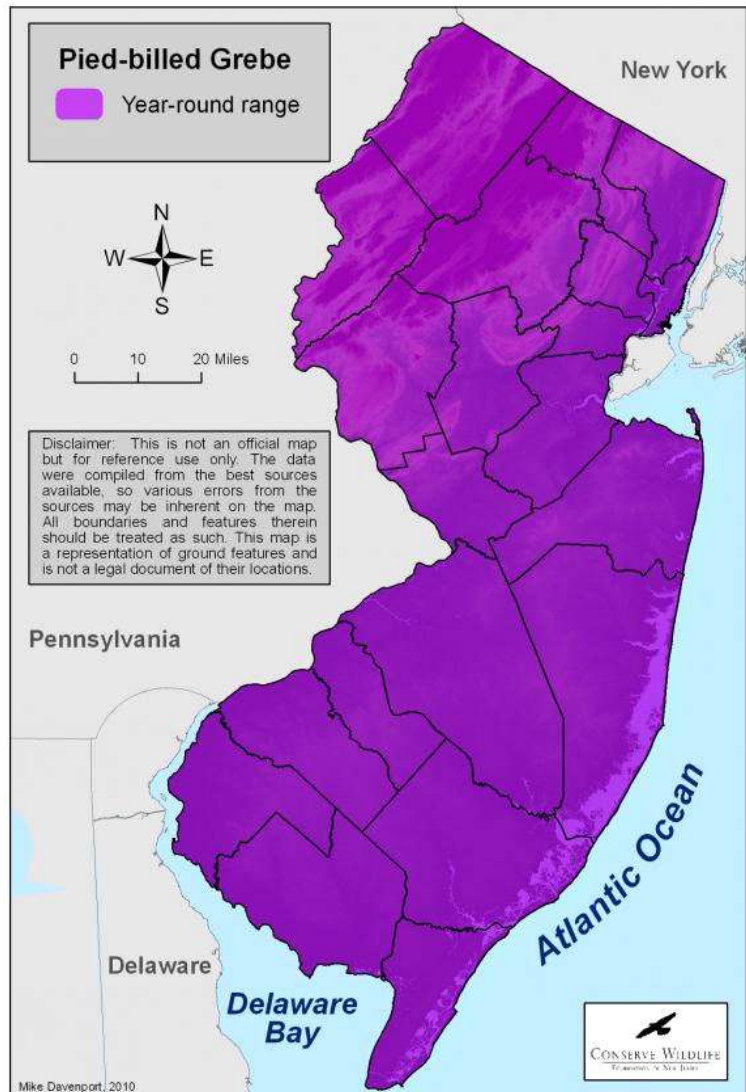 Pied-billed Grebe
Year-round range
New York
N
W E
S
0 10 20 Miles
Disclaimer: This is not an official map
but for reference use only. The data
were compiled from the best sources
available, so various errors from the
sources may be inherent on the map.
All boundaries and features therein
should be treated as such. This map is
a representation of ground features and
is not a legal document of their locations.
Pennsylvania
Atlantic Ocean
Delaware
Delaware
Bay
CONSERVE WILDLIFE
FOUNDATION OF NEW JERSEY
Mike Davenport, 2010